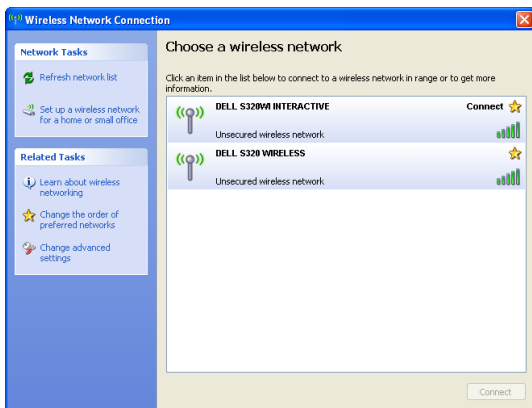 Wireless Network Connection
Network Tasks
Refresh network list
Set up a wireless network
for a home or small office
Related Tasks
Learn about wireless
networking
Change the order of
preferred networks
Change advanced
settings
Choose a wireless network
Click an item in the list below to connect to a wireless network in range or to get more
information.
DELL S320WI INTERACTIVE
Connect
Unsecured wireless network
DELL S320 WIRELESS
Unsecured wireless network
Connect